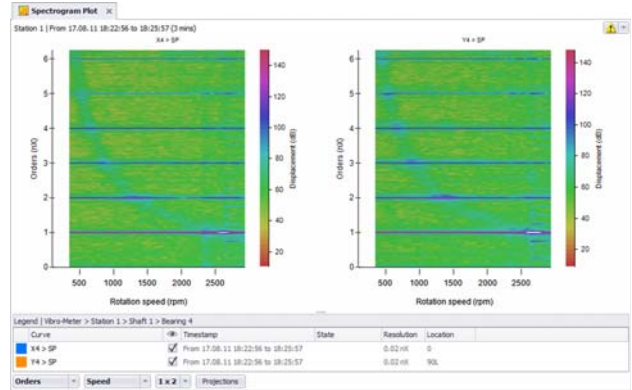 Spectrogram Plot ×
Station 1 | From 17.08.11 18:22:56 to 18:25:57 (3 mins)
X4 > SP
Y4 > SP
6
5
4
3
2
1
0
Orders (nX)
500 1000 1500 2000 2500
Rotation speed (rpm)
140
120
100
80
60
40
20
Displacement (dB)
6
5
4
3
2
1
0
Orders (nX)
500 1000 1500 2000 2500
Rotation speed (rpm)
140
120
100
80
60
40
20
Displacement (dB)
Legend | Vibro-Meter > Station 1 > Shaft 1 > Bearing 4
Curve Timestamp State Resolution Location
X4 > SP From 17.08.11 18:22:56 to 18:25:57 0.02 nX 0
Y4 > SP From 17.08.11 18:22:56 to 18:25:57 0.02 nX 90L
Orders Speed 1 x 2 Projections